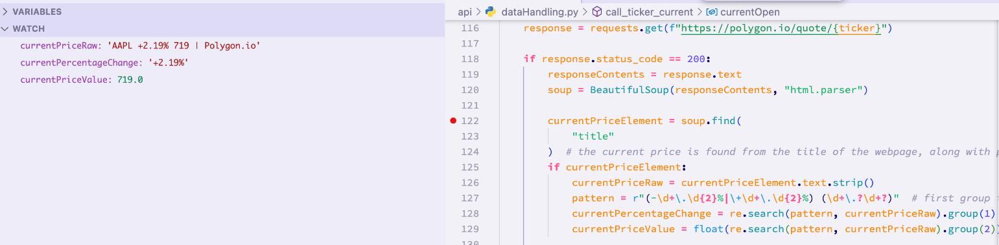 VARIABLES
WATCH
currentPriceRaw: 'AAPL +2.19% 719 | Polygon.io'
currentPercentageChange: '+2.19%'
currentPriceValue: 719.0
api > dataHandling.py > call_ticker_current > currentOpen
116 response = requests.get(f"https://polygon.io/quote/{ticker}")
117
118 if response.status_code == 200:
119 responseContents = response.text
120 soup = BeautifulSoup(responseContents, "html.parser")
121
122 currentPriceElement = soup.find(
123 "title"
124 ) # the current price is found from the title of the webpage, along with
125 if currentPriceElement:
126 currentPriceRaw = currentPriceElement.text.strip()
127 pattern = r"(-\d+\.\d{2}%|\+\d+\.\d{2}%) (\d+\.?\d+?)" # first group
128 currentPercentageChange = re.search(pattern, currentPriceRaw).group(1)
129 currentPriceValue = float(re.search(pattern, currentPriceRaw).group(2))
130